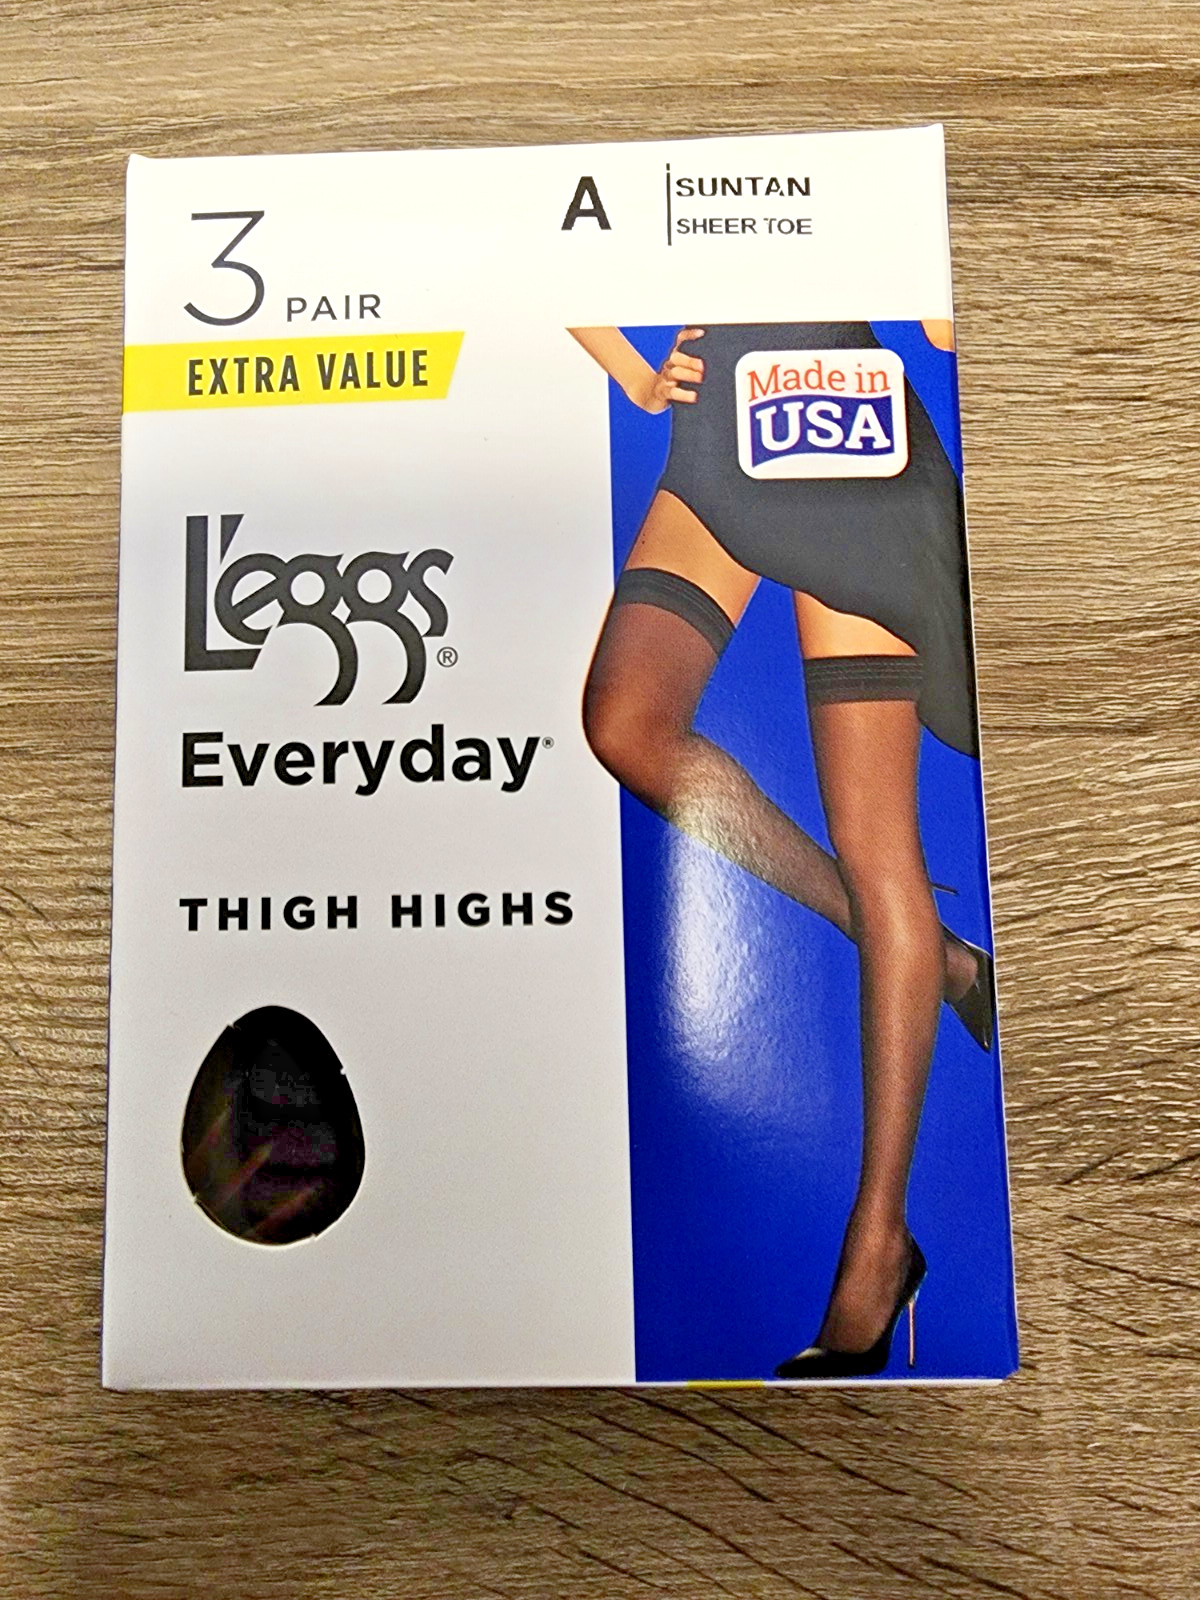 A
SUNTAN
SHEER TOE
3 PAIR
EXTRA VALUE
Made in
USA
L'eggs®
Everyday®
THIGH HIGHS